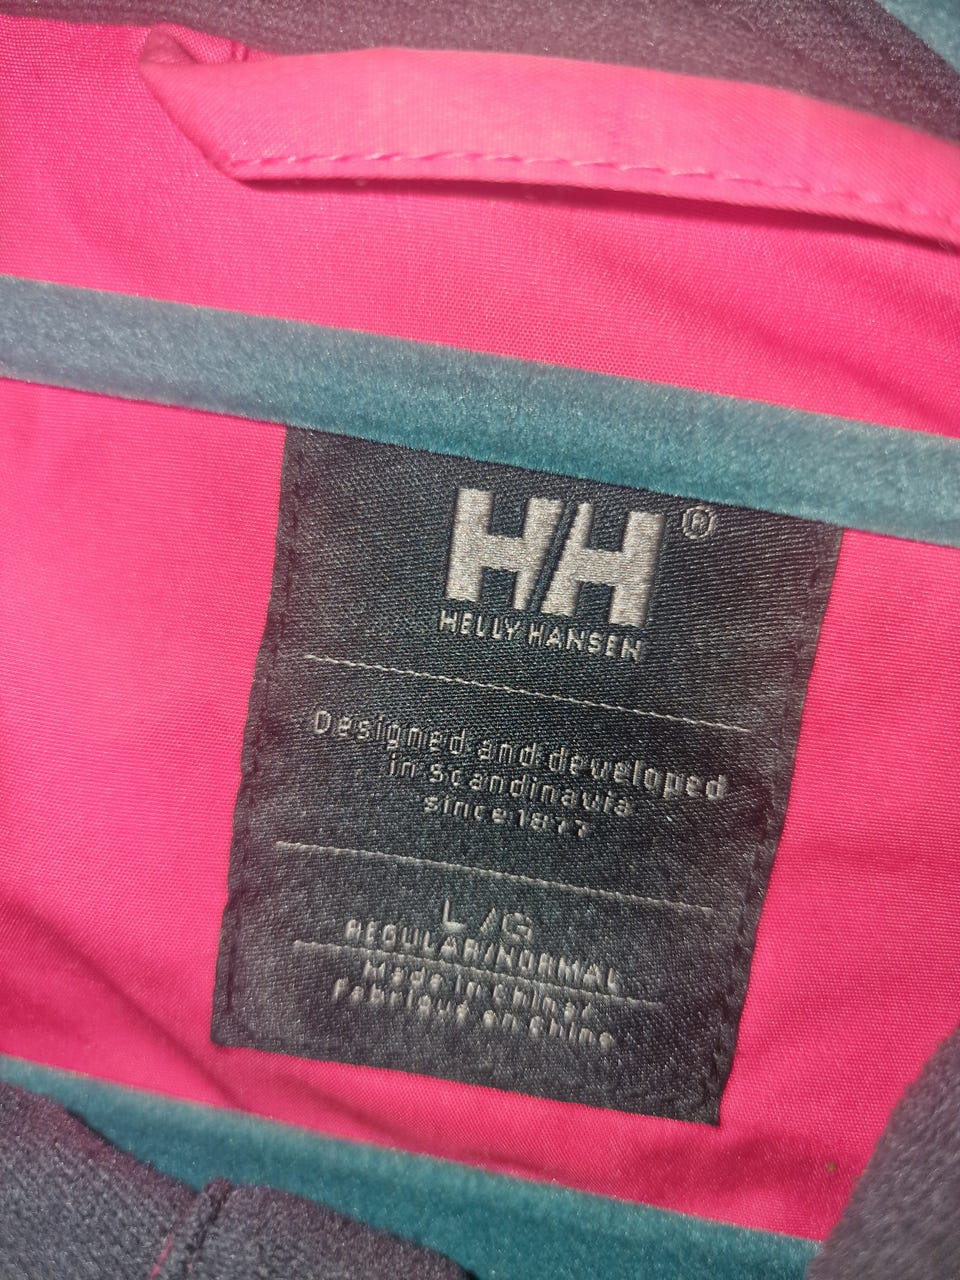 HH®
HELLY HANSEN
Designed and developed
in scandinavia
since 1877
L/G
REGULAR/NORMAL
Made in China/
Fabriqué en Chine